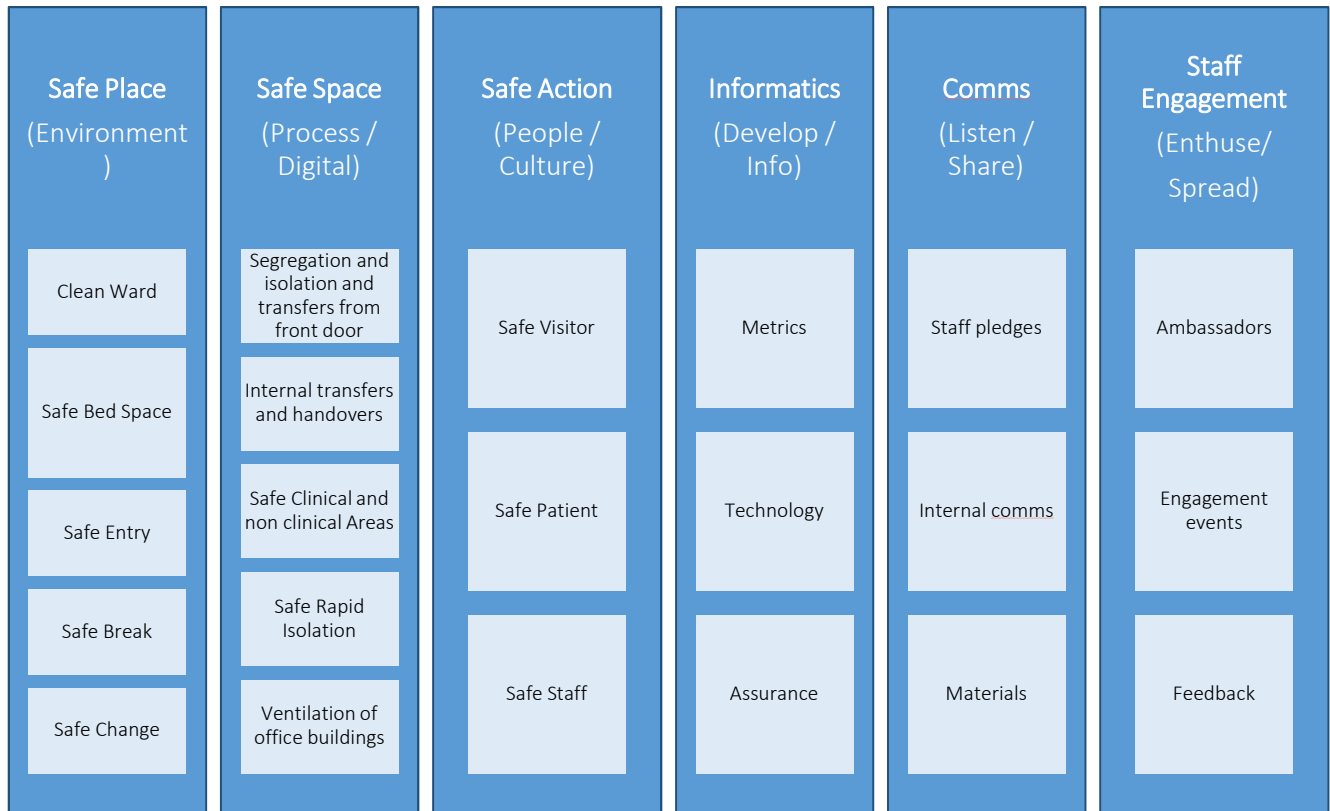 Safe Place
(Environment
)
Clean Ward
Safe Bed Space
Safe Entry
Safe Break
Safe Change
Safe Space
(Process /
Digital)
Segregation and
isolation and
transfers from
front door
Internal transfers
and handovers
Safe Clinical and
non clinical Areas
Safe Rapid
Isolation
Ventilation of
office buildings
Safe Action
(People /
Culture)
Safe Visitor
Safe Patient
Safe Staff
Informatics
(Develop /
Info)
Metrics
Technology
Assurance
Comms
(Listen /
Share)
Staff pledges
Internal comms
Materials
Staff
Engagement
(Enthuse/
Spread)
Ambassadors
Engagement
events
Feedback